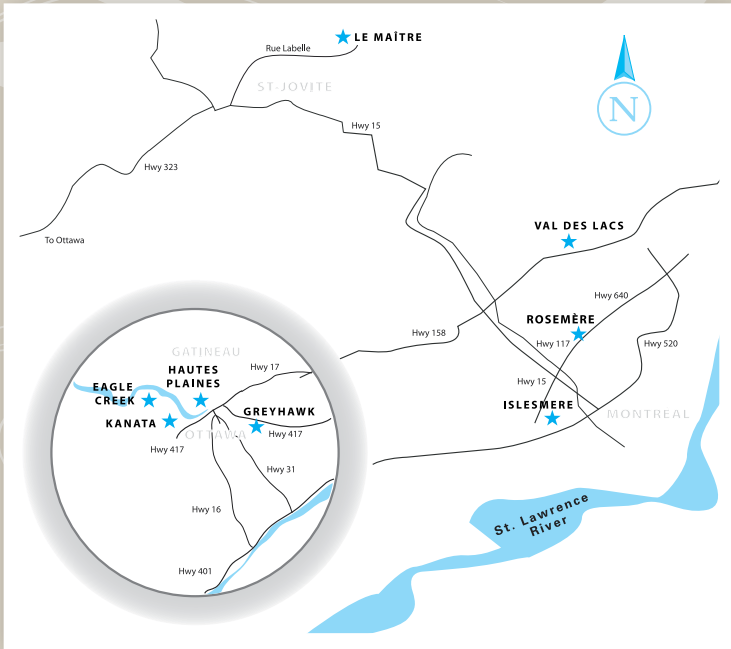 LE MAÎTRE
Rue Labelle
ST-JOVITE
N
Hwy 15
Hwy 323
To Ottawa
VAL DES LACS
Hwy 640
ROSEMÈRE
Hwy 158
Hwy 117
Hwy 520
Hwy 15
ISLESMERE
MONTREAL
St. Lawrence
River
GATINEAU
Hwy 17
HAUTES
PLAINES
EAGLE
CREEK
GREYHAWK
KANATA
OTTAWA
Hwy 417
Hwy 417
Hwy 31
Hwy 16
Hwy 401